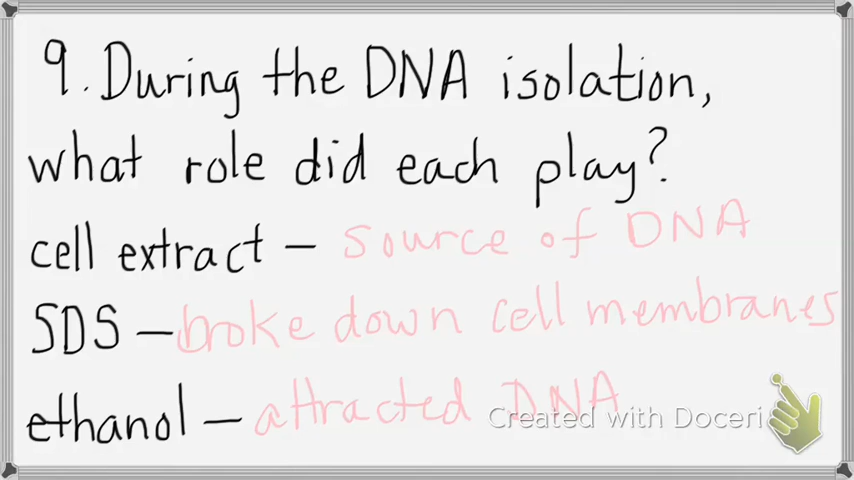 9. During the DNA isolation,
what role did each play?
cell extract – source of DNA
SDS – broke down cell membranes
ethanol – attracted DNA
Created with Doceri